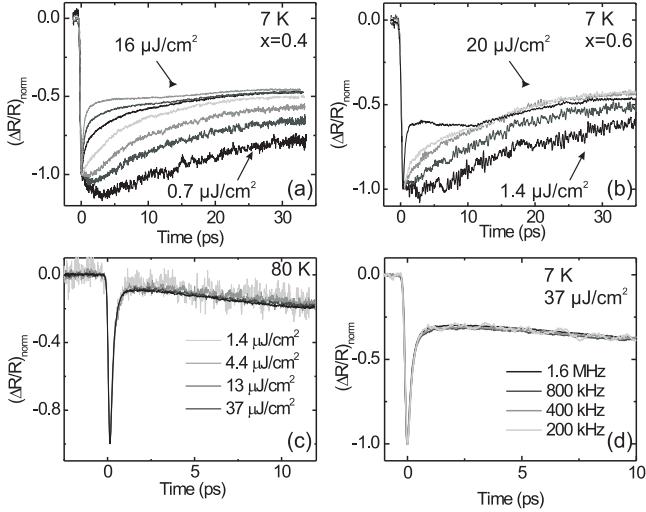 7 K
x=0.4
16 µJ/cm²
0.7 µJ/cm²
(a)
(ΔR/R)norm
0.0
-0.5
-1.0
0 10 20 30
Time (ps)
7 K
x=0.6
20 µJ/cm²
1.4 µJ/cm²
(b)
(ΔR/R)norm
0.0
-0.5
-1.0
0 10 20 30
Time (ps)
80 K
1.4 µJ/cm²
4.4 µJ/cm²
13 µJ/cm²
37 µJ/cm²
(c)
(ΔR/R)norm
0.0
-0.4
-0.8
0 5 10
Time (ps)
7 K
37 µJ/cm²
1.6 MHz
800 kHz
400 kHz
200 kHz
(d)
(ΔR/R)norm
0.0
-0.5
-1.0
0 5 10
Time (ps)